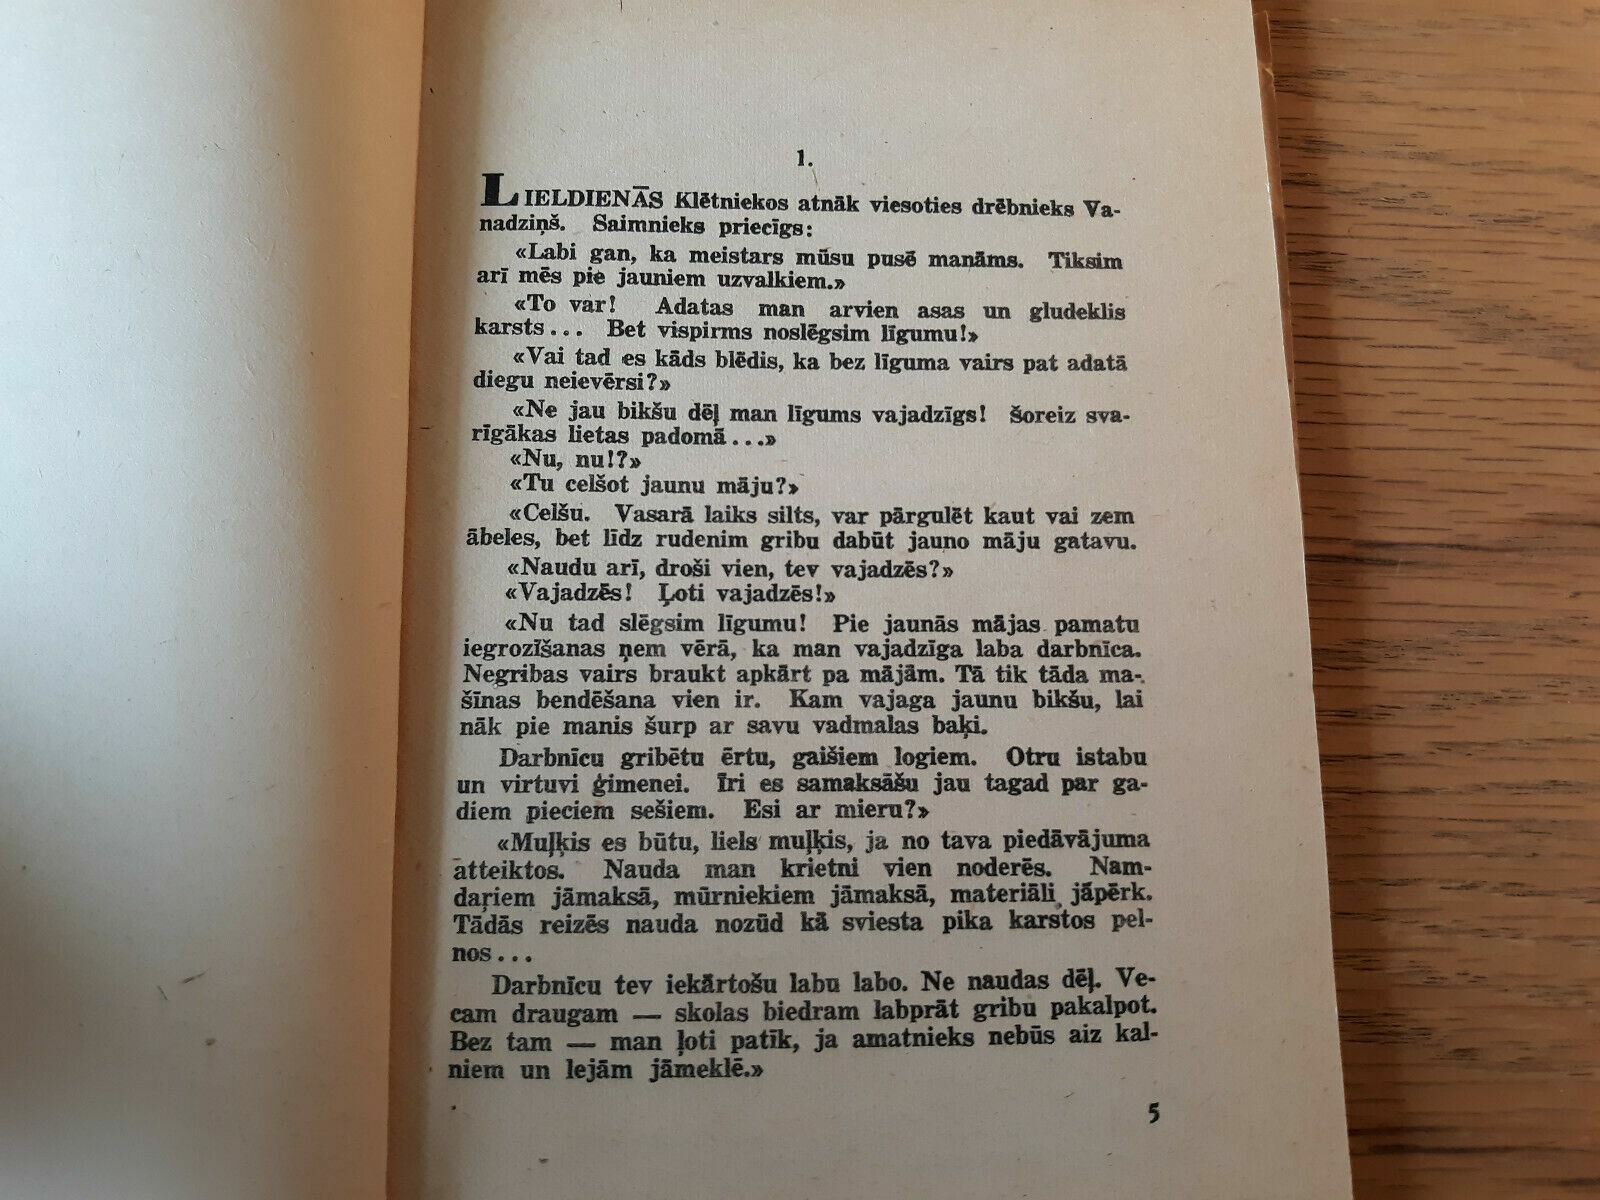 1.
LIELDIENĀS Klētniekos atnāk viesoties drēbnieks Va-
nadziņš. Saimnieks priecīgs:
«Labi gan, ka meistars mūsu pusē manāms. Tiksim
arī mēs pie jauniem uzvalkiem.»
«To var! Adatas man arvien asas un gludeklis
karsts... Bet vispirms noslēgsim līgumu!»
«Vai tad es kāds blēdis, ka bez līguma vairs pat adatā
diegu neievērsi?»
«Ne jau bikšu dēļ man līgums vajadzīgs! Šoreiz sva-
rīgākas lietas padomā...»
«Nu, nu!?»
«Tu celšot jaunu māju?»
«Celšu. Vasarā laiks silts, var pārgulēt kaut vai zem
ābeles, bet līdz rudenim gribu dabūt jauno māju gatavu.
«Naudu arī, droši vien, tev vajadzēs?»
«Vajadzēs! Ļoti vajadzēs!»
«Nu tad slēgsim līgumu! Pie jaunās mājas pamatu
iegrozīšanas ņem vērā, ka man vajadzīga laba darbnīca.
Negribas vairs braukt apkārt pa mājām. Tā tik tāda ma-
šīnas bendēšana vien ir. Kam vajaga jaunu bikšu, lai
nāk pie manis šurp ar savu vadmalas baķi.
Darbnīcu gribētu ērtu, gaišiem logiem. Otru istabu
un virtuvi ģimenei. Īri es samaksāšu jau tagad par ga-
diem pieciem sešiem. Esi ar mieru?»
«Muļķis es būtu, liels muļķis, ja no tava piedāvājuma
atteiktos. Nauda man krietni vien noderēs. Nam-
daŗiem jāmaksā, mūrniekiem jāmaksā, materiāli jāpērk.
Tādās reizēs nauda nozūd kā sviesta pika karstos pel-
nos...
Darbnīcu tev iekārtošu labu labo. Ne naudas dēļ. Ve-
cam draugam — skolas biedram labprāt gribu pakalpot.
Bez tam — man ļoti patīk, ja amatnieks nebūs aiz kal-
niem un lejām jāmeklē.»
5